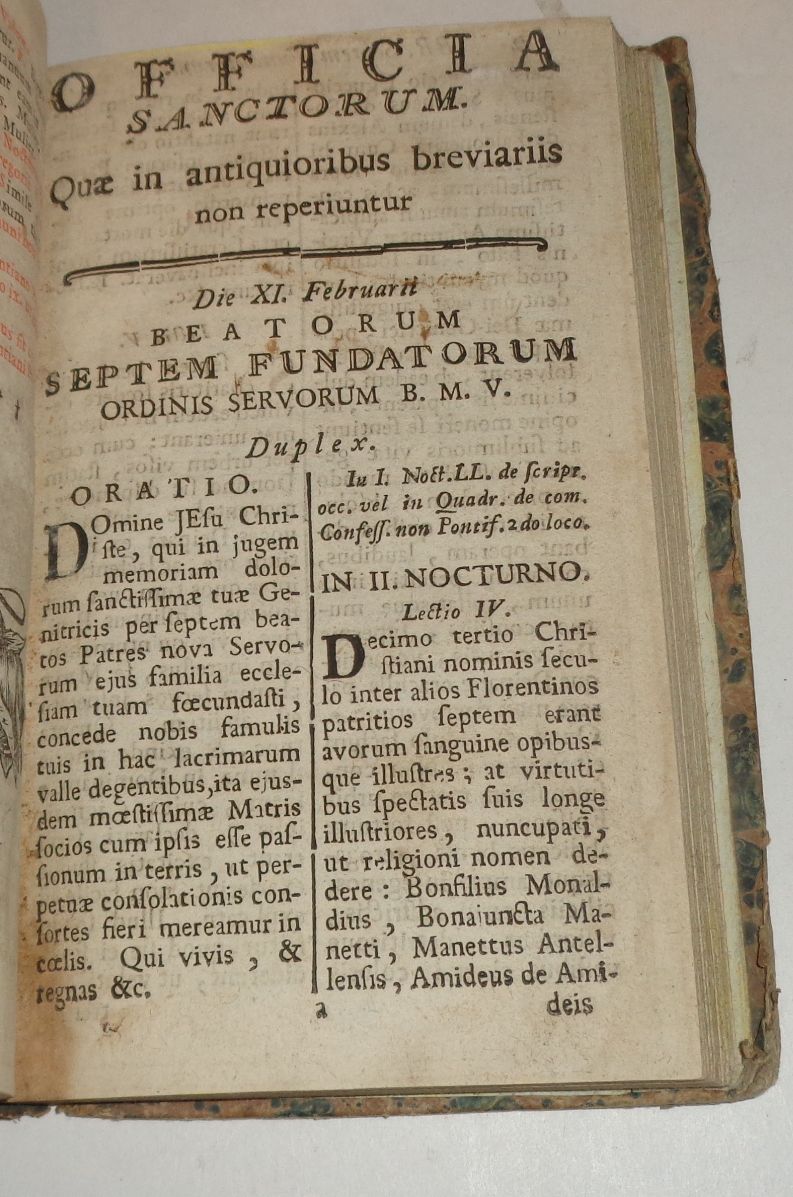 OFFICIA
SANCTORUM.
Quæ in antiquioribus breviariis
non reperiuntur
Die XI. Februarii
BEATORUM
SEPTEM FUNDATORUM
ORDINIS SERVORUM B. M. V.
Duplex.
ORATIO.
DOmine JEſu Chri-
ſte, qui in jugem
memoriam dolo-
rum ſanctiſſimæ tuæ Ge-
nitricis per ſeptem bea-
tos Patres nova Servo-
rum ejus familia eccle-
ſiam tuam fœcundaſti,
concede nobis famulis
tuis in hac lacrimarum
valle degentibus, ita ejus-
dem mœſtiſſimæ Matris
ſocios cum ipſis eſſe paſ-
ſionum in terris, ut per-
petuæ conſolationis con-
ſortes fieri mereamur in
cœlis. Qui vivis, &
regnas &c.
In I. Noct. LL. de ſcript.
occ. vel in Quadr. de com.
Confeſſ. non Pontif. 2do loco.
IN II. NOCTURNO.
Lectio IV.
Decimo tertio Chri-
ſtiani nominis ſecu-
lo inter alios Florentinos
patritios ſeptem erant
avorum ſanguine opibus-
que illuſtres; at virtuti-
bus ſpectatis ſuis longe
illuſtriores, nuncupati,
ut religioni nomen de-
dere: Bonfilius Monal-
dius, Bonajuncta Ma-
netti, Manettus Antel-
lenſis, Amideus de Ami-
a deis